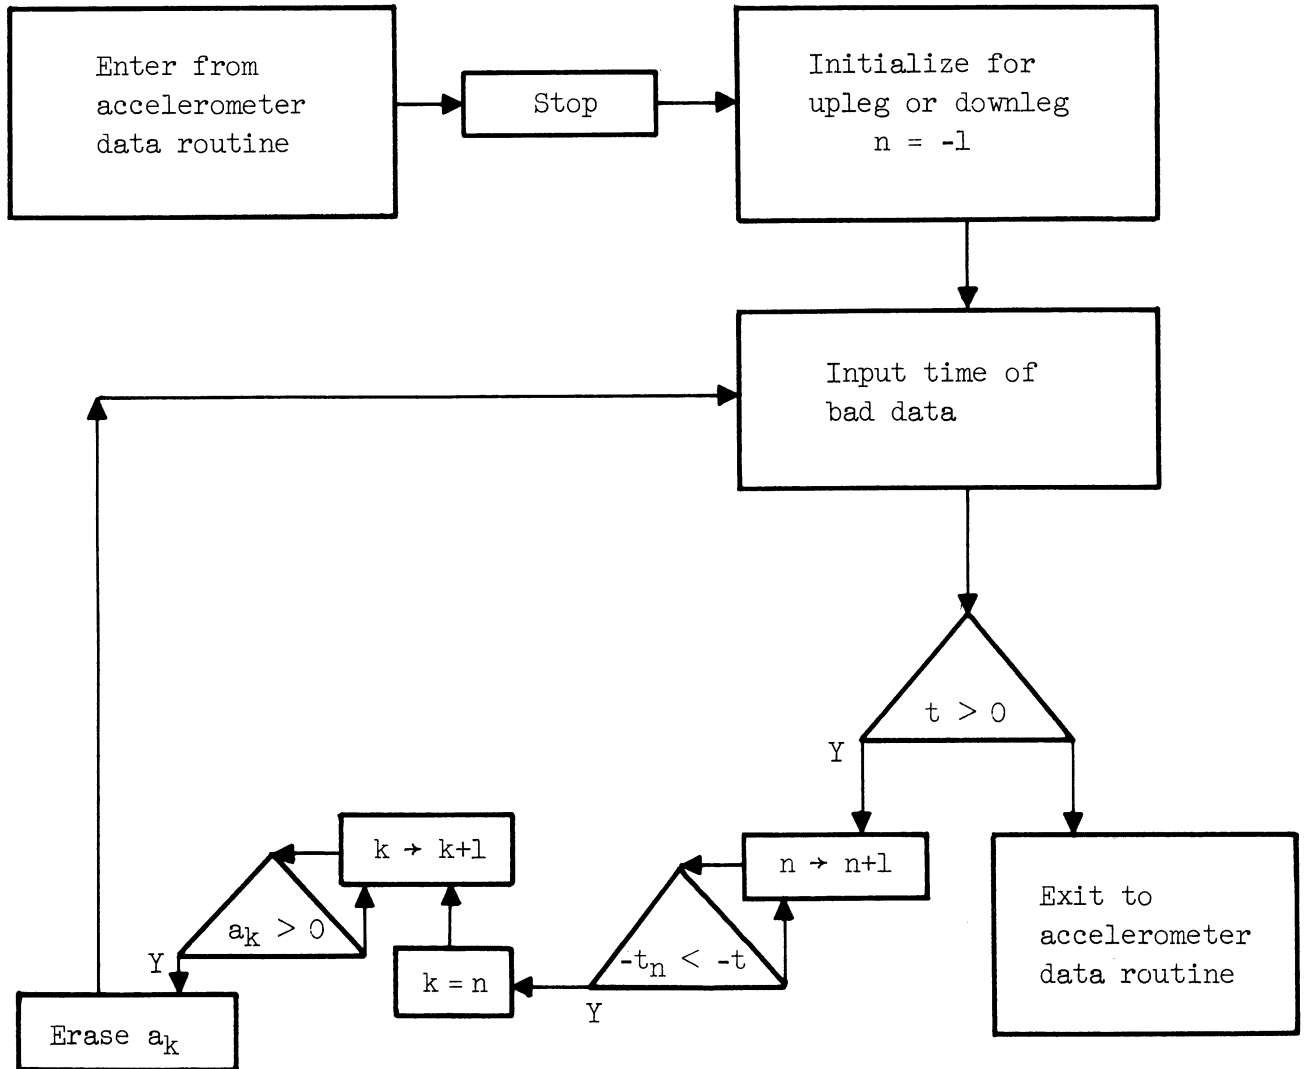 Enter from
accelerometer
data routine
Stop
Initialize for
upleg or downleg
n = -1
Input time of
bad data
t > 0
Y
n → n+1
-tₙ < -t
Y
k = n
k → k+1
aₖ > 0
Y
Erase aₖ
Exit to
accelerometer
data routine